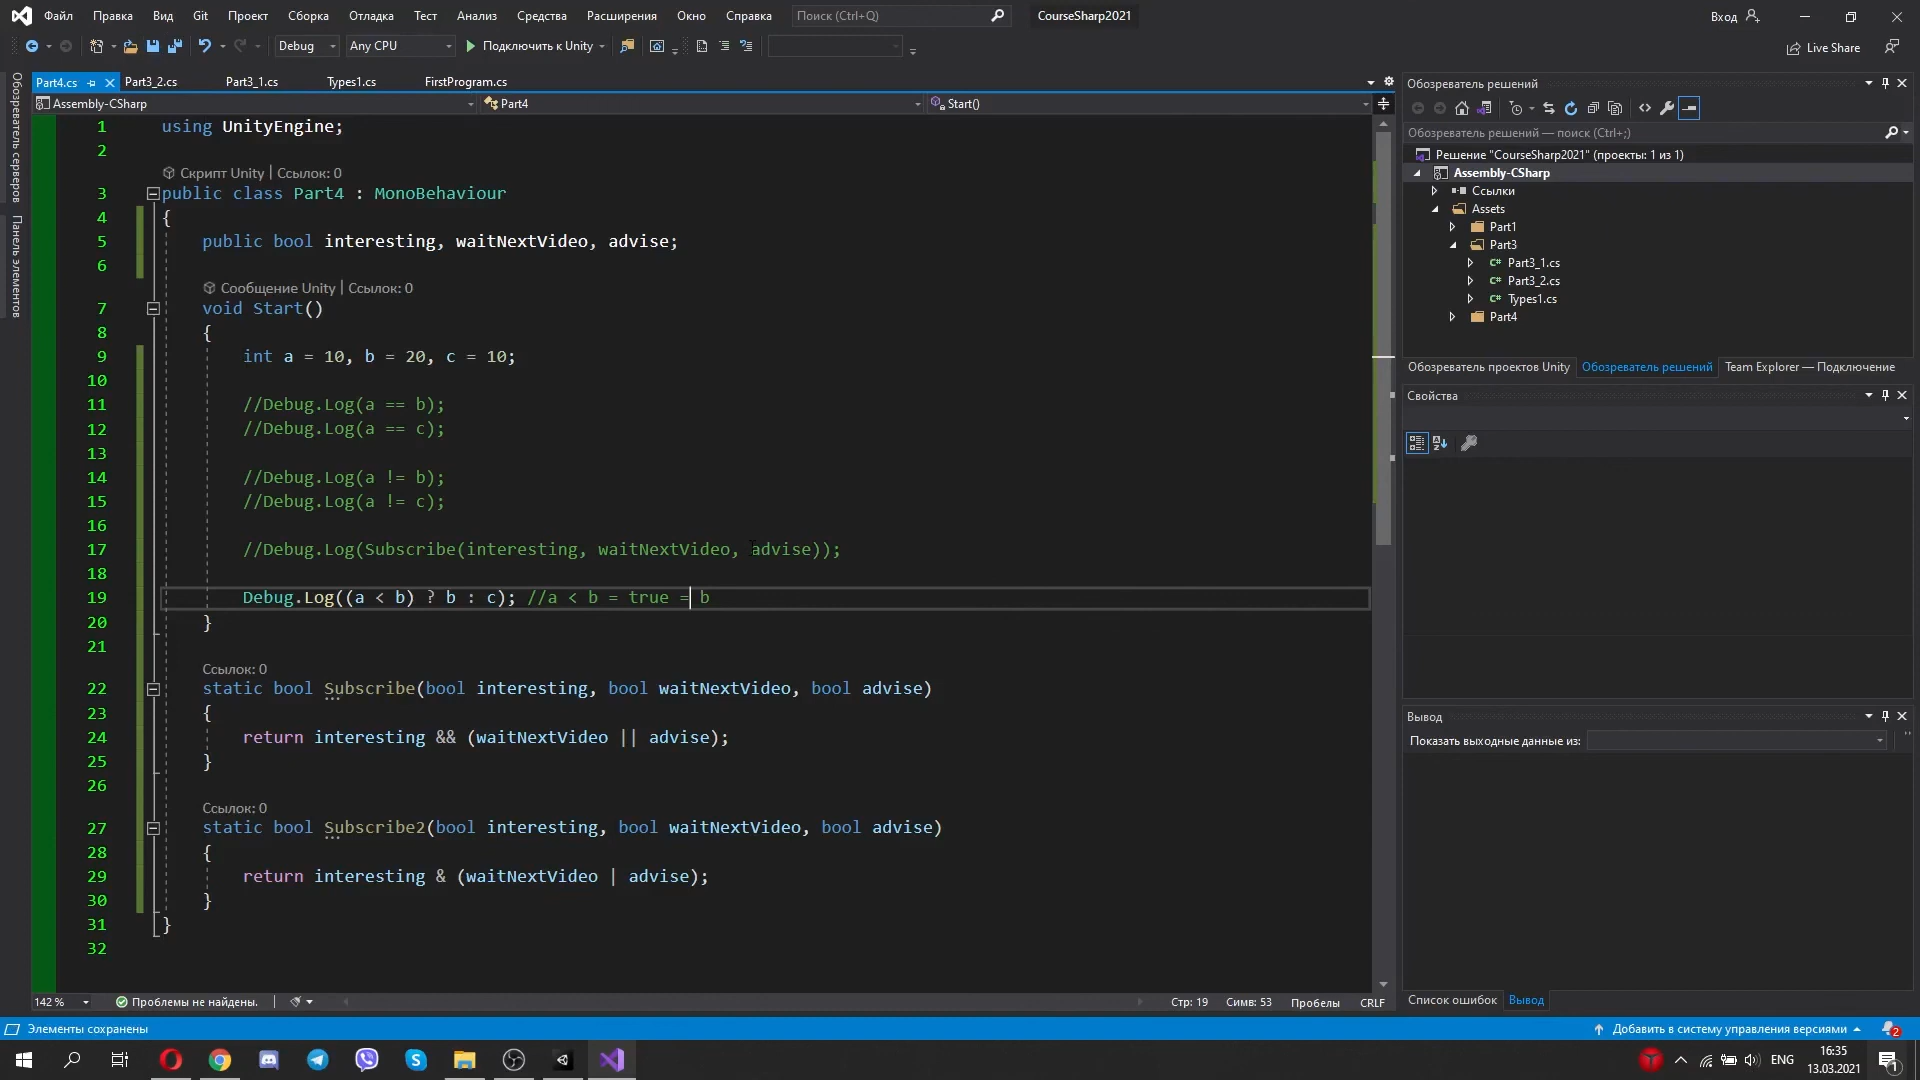 Файл Правка Вид Git Проект Сборка Отладка Тест Анализ Средства Расширения Окно Справка Поиск (Ctrl+Q) CourseSharp2021 Вход
Debug Any CPU Подключить к Unity Live Share
Part4.cs Part3_2.cs Part3_1.cs Types1.cs FirstProgram.cs
Assembly-CSharp Part4 Start()
Обозреватель серверов
Панель элементов
1 using UnityEngine;
2
Скрипт Unity | Ссылок: 0
3 public class Part4 : MonoBehaviour
4 {
5 public bool interesting, waitNextVideo, advise;
6
Сообщение Unity | Ссылок: 0
7 void Start()
8 {
9 int a = 10, b = 20, c = 10;
10
11 //Debug.Log(a == b);
12 //Debug.Log(a == c);
13
14 //Debug.Log(a != b);
15 //Debug.Log(a != c);
16
17 //Debug.Log(Subscribe(interesting, waitNextVideo, advise));
18
19 Debug.Log((a < b) ? b : c); //a < b = true = b
20 }
21
Ссылок: 0
22 static bool Subscribe(bool interesting, bool waitNextVideo, bool advise)
23 {
24 return interesting && (waitNextVideo || advise);
25 }
26
Ссылок: 0
27 static bool Subscribe2(bool interesting, bool waitNextVideo, bool advise)
28 {
29 return interesting & (waitNextVideo | advise);
30 }
31 }
32
142 % Проблемы не найдены. Стр: 19 Симв: 53 Пробелы CRLF
Обозреватель решений
Обозреватель решений — поиск (Ctrl+;)
Решение "CourseSharp2021" (проекты: 1 из 1)
Assembly-CSharp
Ссылки
Assets
Part1
Part3
C# Part3_1.cs
C# Part3_2.cs
C# Types1.cs
Part4
Обозреватель проектов Unity Обозреватель решений Team Explorer — Подключение
Свойства
Вывод
Показать выходные данные из:
Список ошибок Вывод
Элементы сохранены Добавить в систему управления версиями 2
ENG 16:35
13.03.2021 1